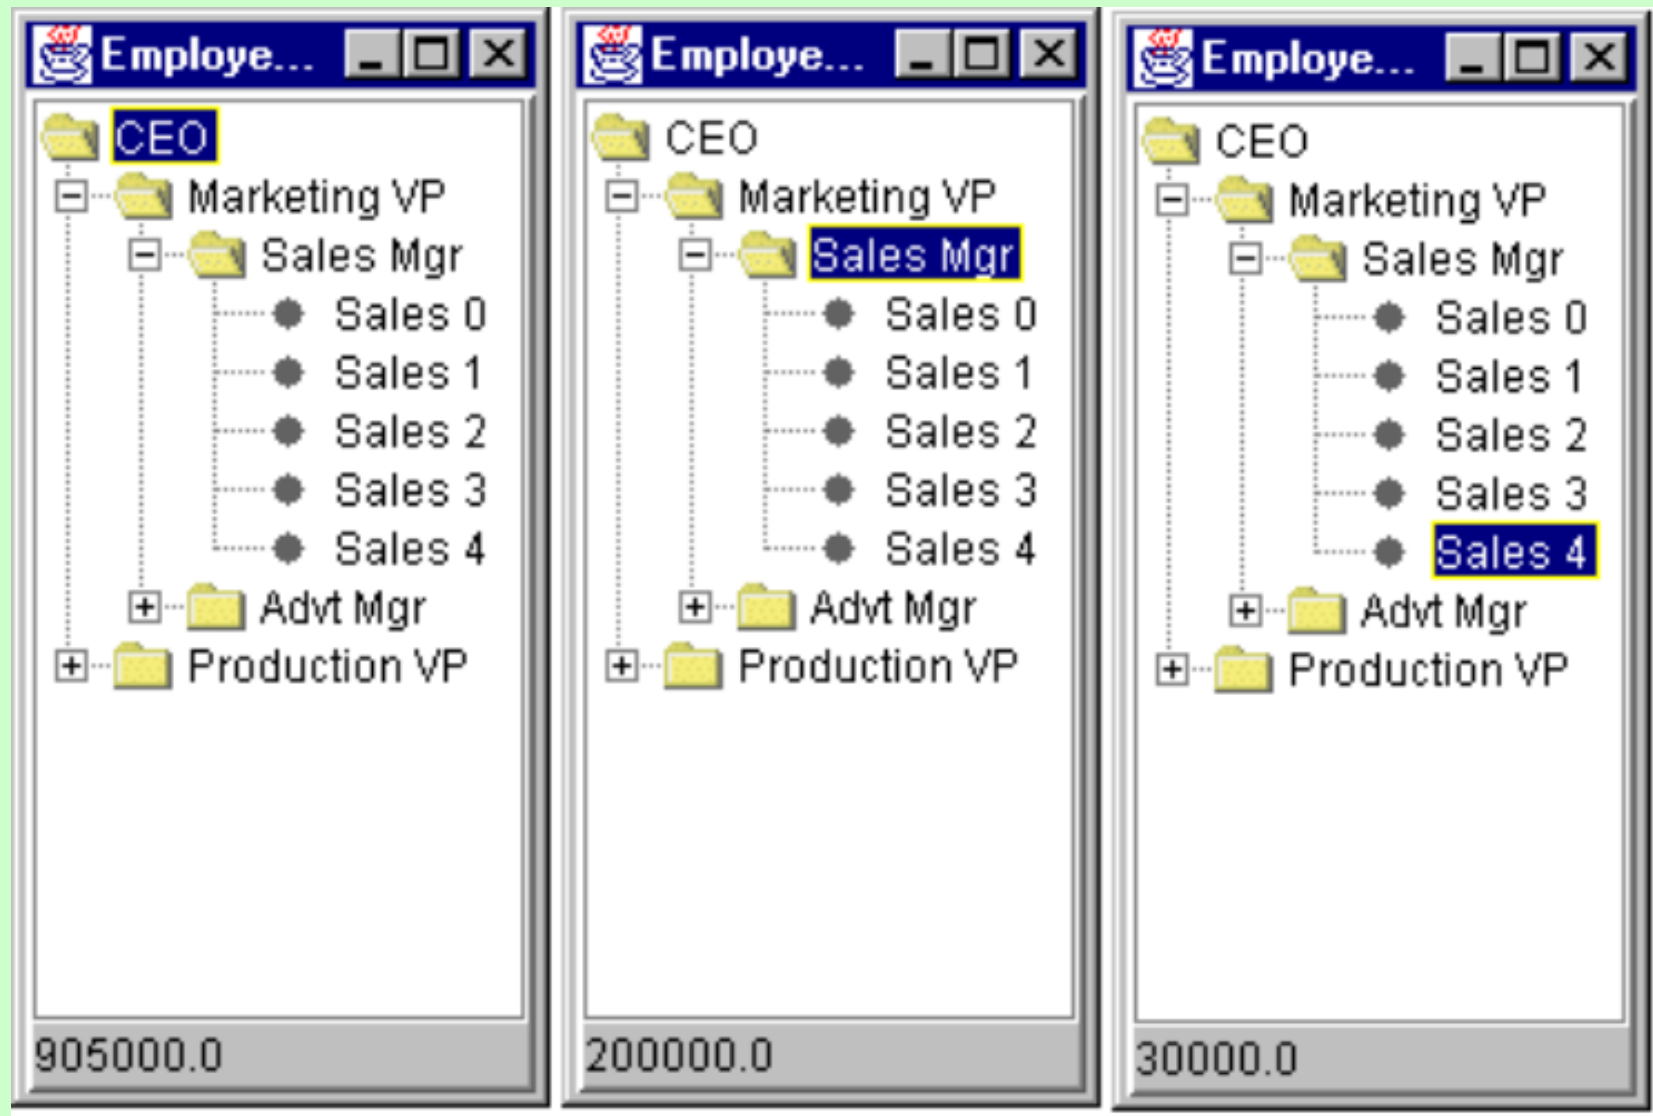 Employe...
CEO
Marketing VP
Sales Mgr
Sales 0
Sales 1
Sales 2
Sales 3
Sales 4
Advt Mgr
Production VP
905000.0
Employe...
CEO
Marketing VP
Sales Mgr
Sales 0
Sales 1
Sales 2
Sales 3
Sales 4
Advt Mgr
Production VP
200000.0
Employe...
CEO
Marketing VP
Sales Mgr
Sales 0
Sales 1
Sales 2
Sales 3
Sales 4
Advt Mgr
Production VP
30000.0